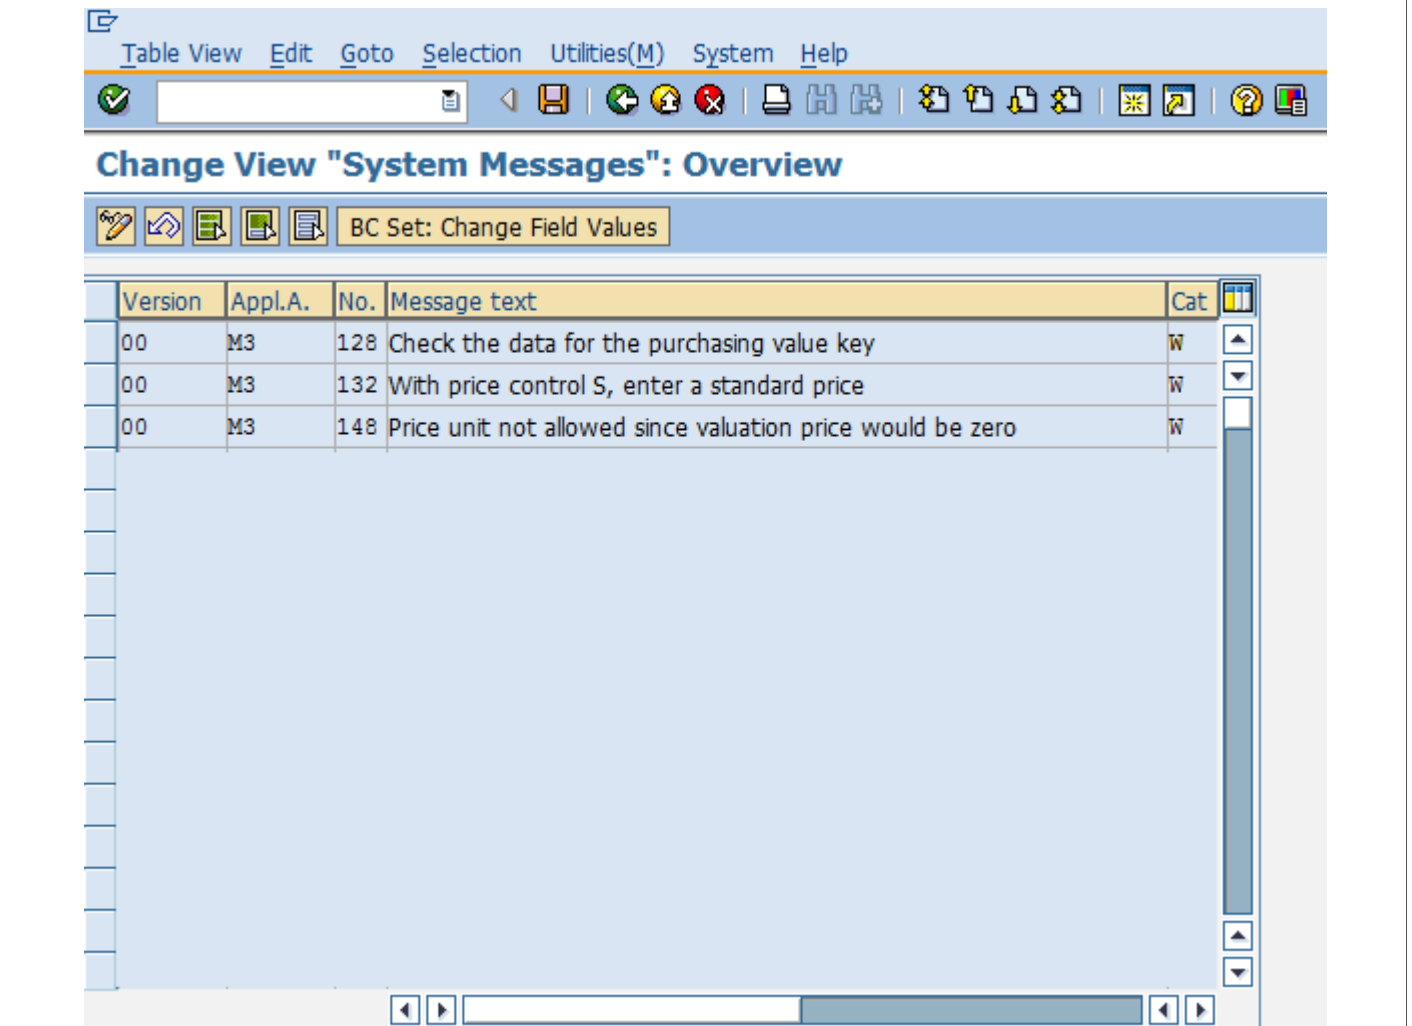 Table View Edit Goto Selection Utilities(M) System Help
Change View "System Messages": Overview
BC Set: Change Field Values
Version Appl.A. No. Message text Cat
00 M3 128 Check the data for the purchasing value key W
00 M3 132 With price control S, enter a standard price W
00 M3 148 Price unit not allowed since valuation price would be zero W